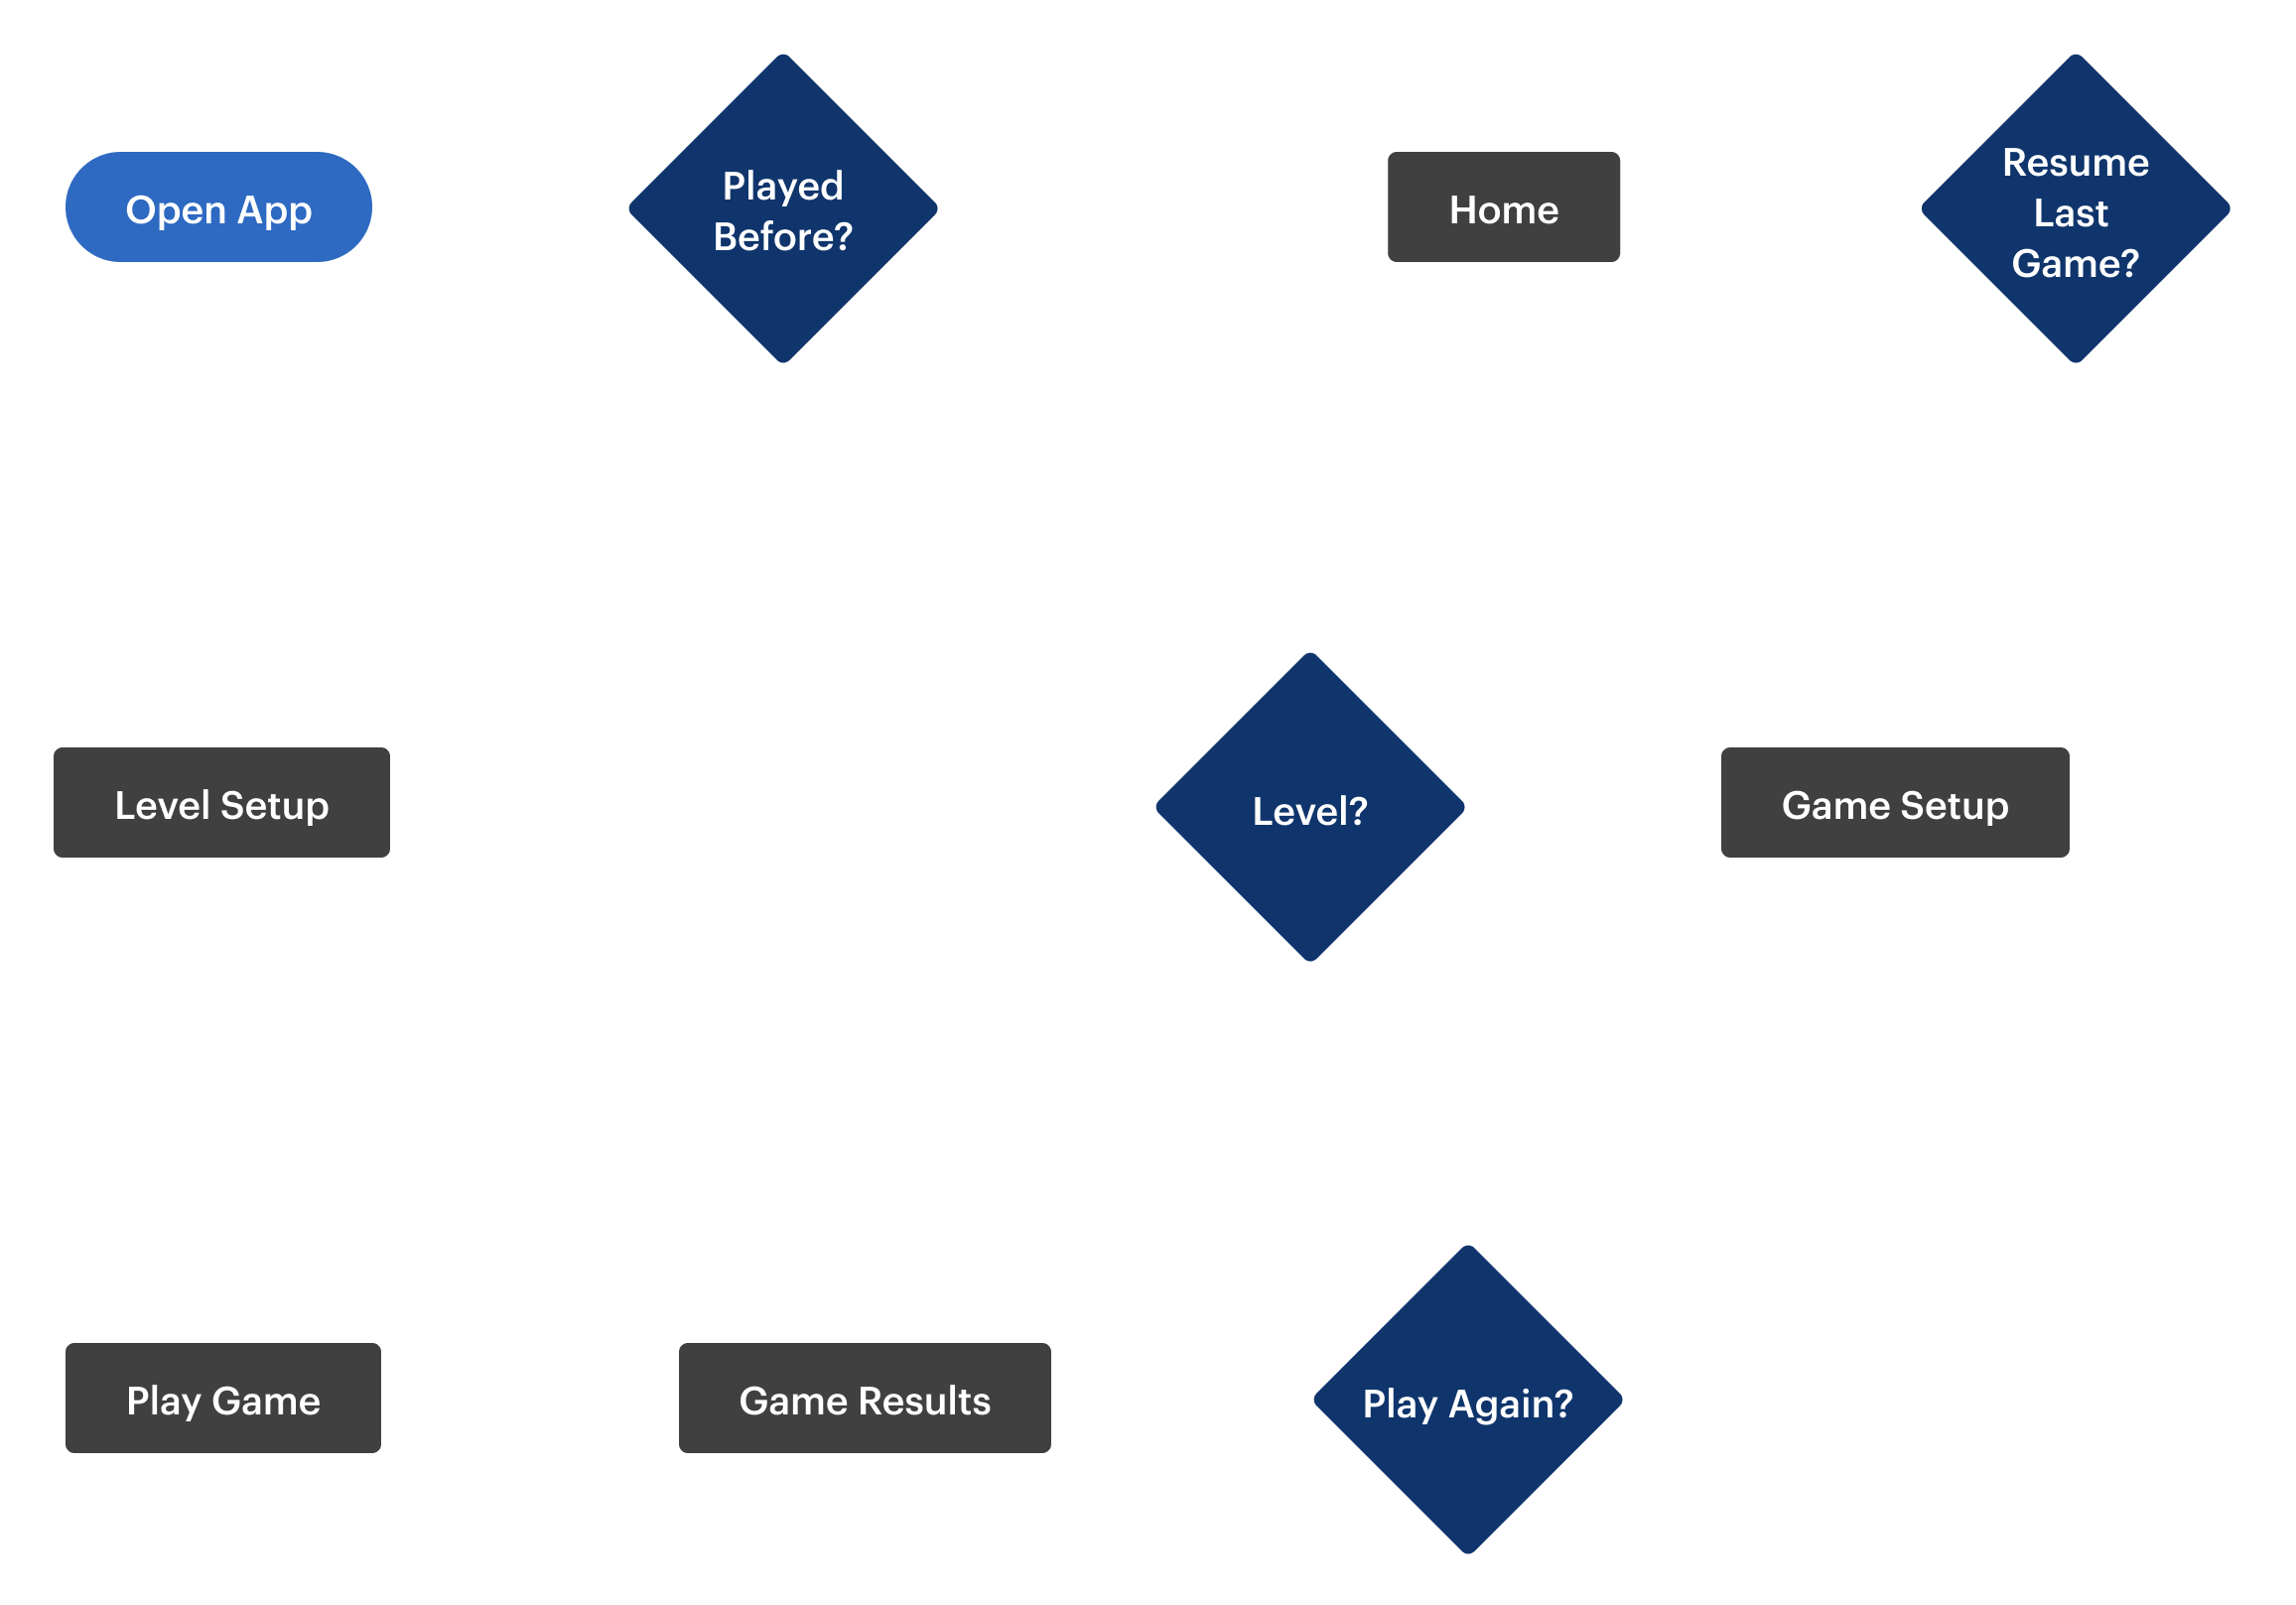 Open App
Played
Before?
Home
Resume
Last
Game?
Level Setup
Level?
Game Setup
Play Game
Game Results
Play Again?